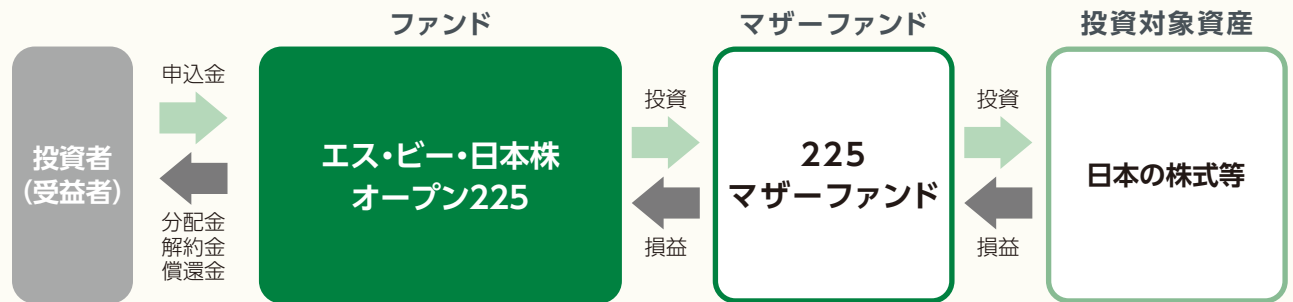 ファンド
マザーファンド
投資対象資産
投資者
(受益者)
申込金
分配金
解約金
償還金
エス・ビー・日本株
オープン225
投資
損益
225
マザーファンド
投資
損益
日本の株式等